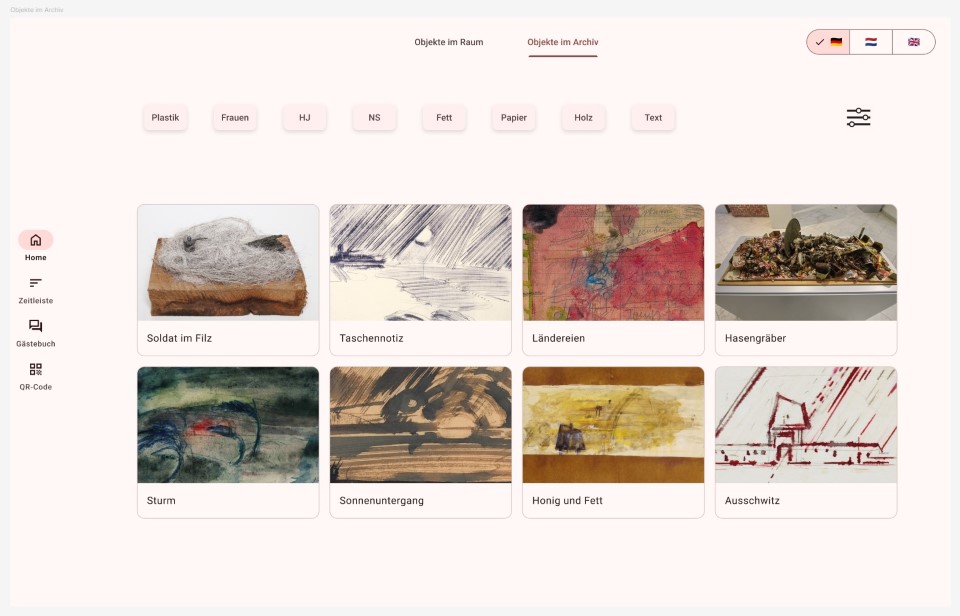 Objekte im Archiv
Objekte im Raum
Objekte im Archiv
Plastik
Frauen
HJ
NS
Fett
Papier
Holz
Text
Home
Zeitleiste
Gästebuch
QR-Code
Soldat im Filz
Taschennotiz
Ländereien
Hasengräber
Sturm
Sonnenuntergang
Honig und Fett
Ausschwitz